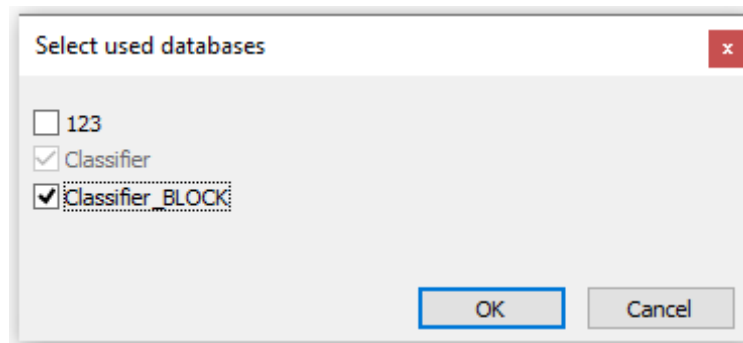 Select used databases
x
123
Classifier
Classifier_BLOCK
OK Cancel